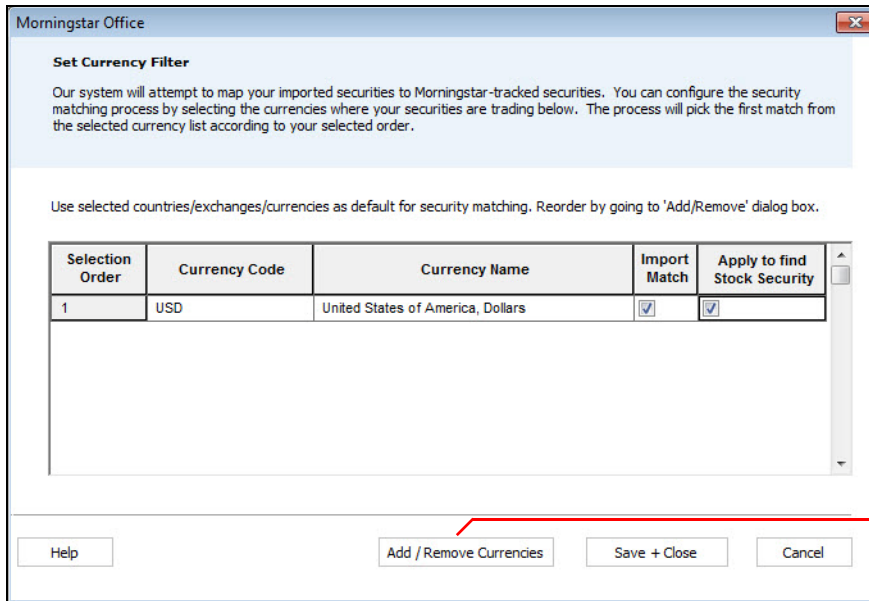 Morningstar Office
Set Currency Filter
Our system will attempt to map your imported securities to Morningstar-tracked securities. You can configure the security
matching process by selecting the currencies where your securities are trading below. The process will pick the first match from
the selected currency list according to your selected order.
Use selected countries/exchanges/currencies as default for security matching. Reorder by going to 'Add/Remove' dialog box.
Selection Order
Currency Code
Currency Name
Import Match
Apply to find Stock Security
1 USD United States of America, Dollars
Help
Add / Remove Currencies
Save + Close
Cancel